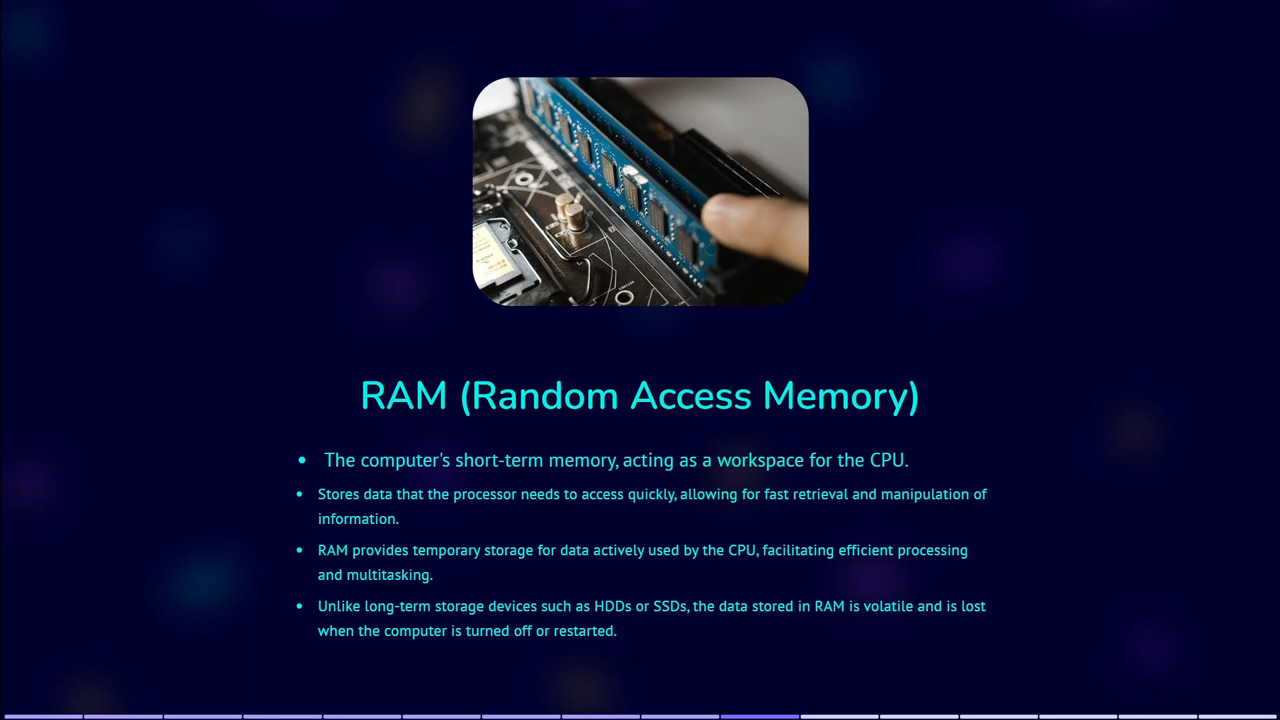 RAM (Random Access Memory)
• The computer's short-term memory, acting as a workspace for the CPU.
• Stores data that the processor needs to access quickly, allowing for fast retrieval and manipulation of
information.
• RAM provides temporary storage for data actively used by the CPU, facilitating efficient processing
and multitasking.
• Unlike long-term storage devices such as HDDs or SSDs, the data stored in RAM is volatile and is lost
when the computer is turned off or restarted.